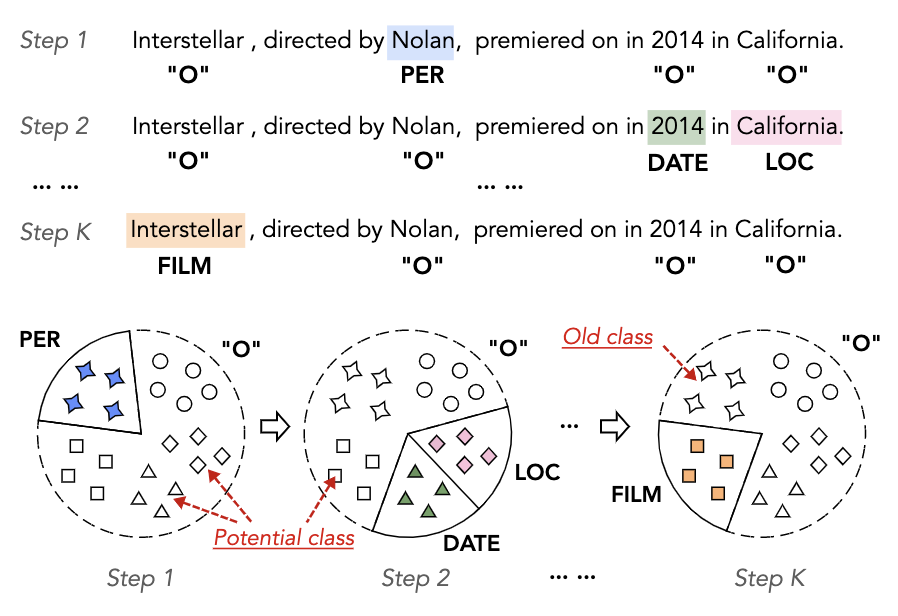 Step 1 Interstellar , directed by Nolan, premiered on in 2014 in California.
"O" PER "O" "O"
Step 2 Interstellar , directed by Nolan, premiered on in 2014 in California.
"O" "O" DATE LOC
... ... ... ...
Step K Interstellar , directed by Nolan, premiered on in 2014 in California.
FILM "O" "O" "O"
PER "O" "O" Old class "O"
...
LOC
FILM
Potential class DATE
Step 1 Step 2 ... ... Step K